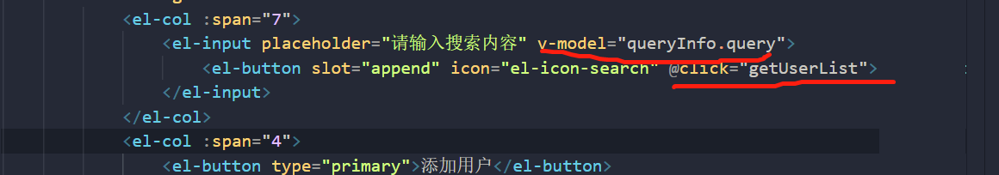 <el-col :span="7">
<el-input placeholder="请输入搜索内容" v-model="queryInfo.query">
<el-button slot="append" icon="el-icon-search" @click="getUserList">
</el-input>
</el-col>
<el-col :span="4">
<el-button type="primary">添加用户</el-button>